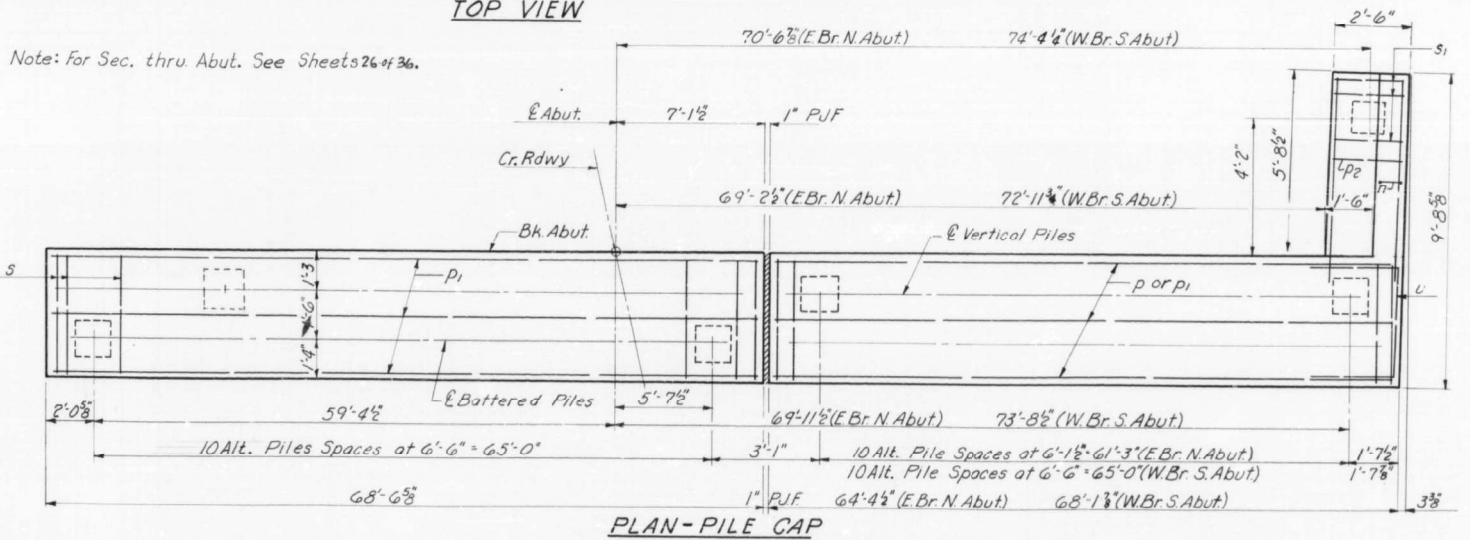 TOP VIEW
Note: For Sec. thru. Abut. See Sheets 26 of 36.
70'-6⅞"(E.Br. N. Abut) 74'-4¼"(W.Br. S. Abut)
2'-6"
S1
℄ Abut.
7'-1½"
1" PJF
Cr. Rdwy
4'-2"
5'-8½"
p2
n
1'-6"
9'-8⅝"
69'-2½"(E.Br. N. Abut) 72'-11¾"(W.Br. S. Abut)
Bk. Abut.
℄ Vertical Piles
S
1'-3
p1
p or p1
U
1'-4"
℄ Battered Piles
5'-7½"
2'-0⅝"
59'-4½"
69'-11½"(E.Br. N. Abut) 73'-8½"(W.Br. S. Abut)
10 Alt. Piles Spaces at 6'-6" = 65'-0"
3'-1"
10 Alt. Pile Spaces at 6'-1½"=61'-3"(E.Br. N. Abut)
1'-7½"
10 Alt. Pile Spaces at 6'-6"=65'-0"(W.Br. S. Abut)
1'-7⅞"
68'-6⅝"
1" PJF
64'-4½"(E.Br. N. Abut) 68'-1⅞"(W.Br. S. Abut)
3⅜"
PLAN-PILE CAP